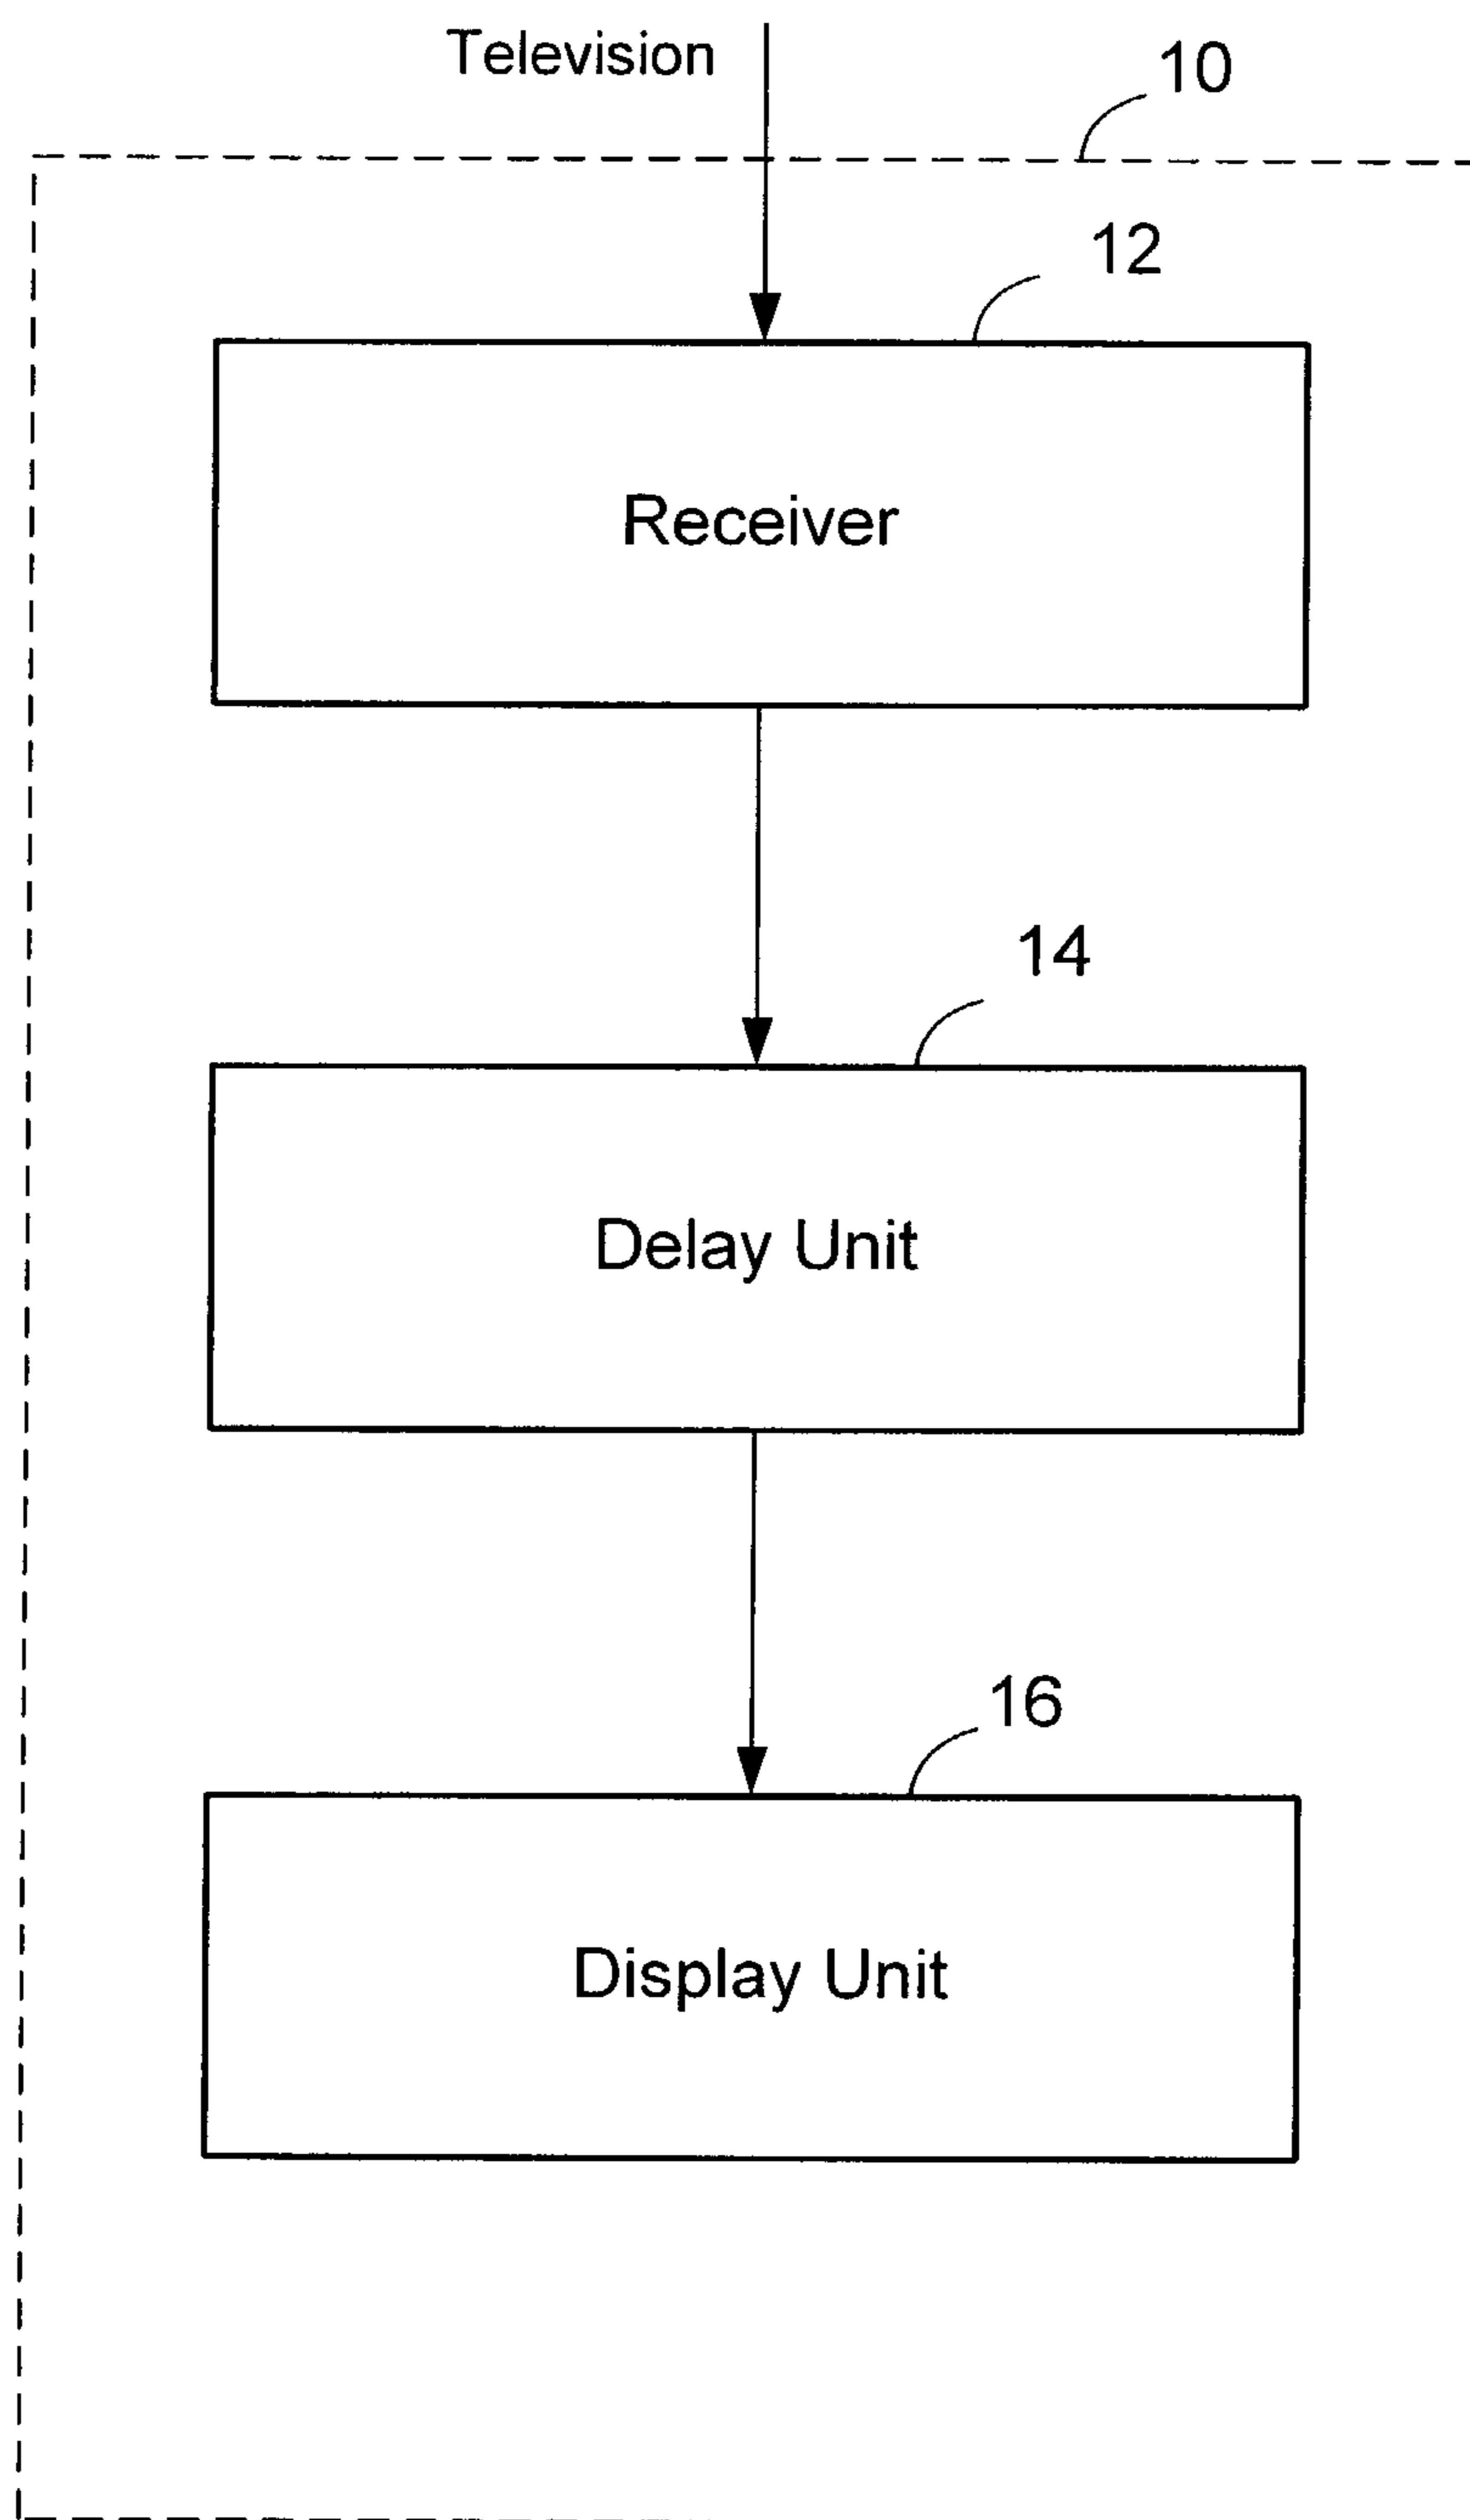 Television
10
12
Receiver
14
Delay Unit
16
Display Unit